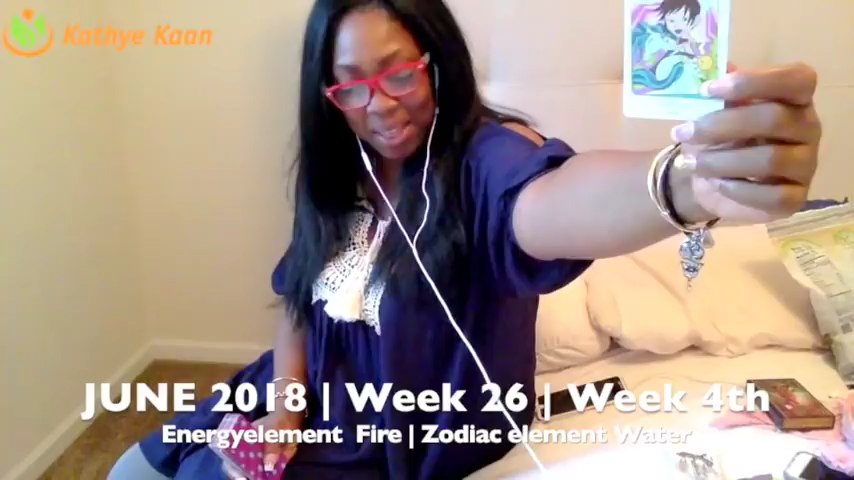 Kathye Kaan
JUNE 2018 | Week 26 | Week 4th
Energyelement Fire | Zodiac element Water